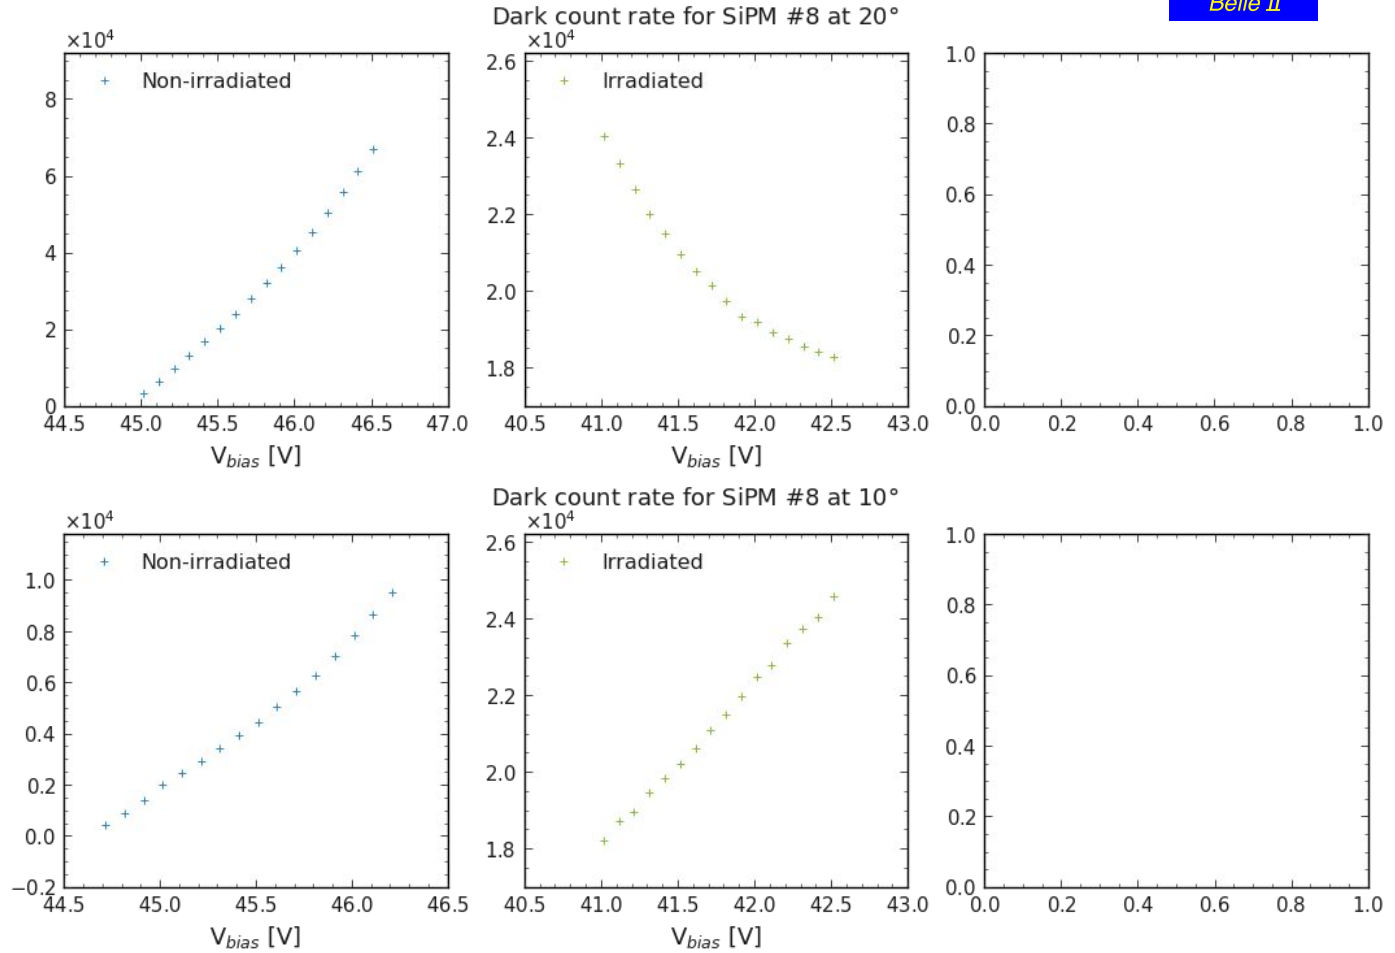 Belle II
Dark count rate for SiPM #8 at 20°
×10⁴
Non-irradiated
8
6
4
2
0
44.5 45.0 45.5 46.0 46.5 47.0
V_bias [V]
×10⁴
Irradiated
2.6
2.4
2.2
2.0
1.8
40.5 41.0 41.5 42.0 42.5 43.0
V_bias [V]
1.0
0.8
0.6
0.4
0.2
0.0
0.0 0.2 0.4 0.6 0.8 1.0
Dark count rate for SiPM #8 at 10°
×10⁴
Non-irradiated
1.0
0.8
0.6
0.4
0.2
0.0
−0.2
44.5 45.0 45.5 46.0 46.5
V_bias [V]
×10⁴
Irradiated
2.6
2.4
2.2
2.0
1.8
40.5 41.0 41.5 42.0 42.5 43.0
V_bias [V]
1.0
0.8
0.6
0.4
0.2
0.0
0.0 0.2 0.4 0.6 0.8 1.0